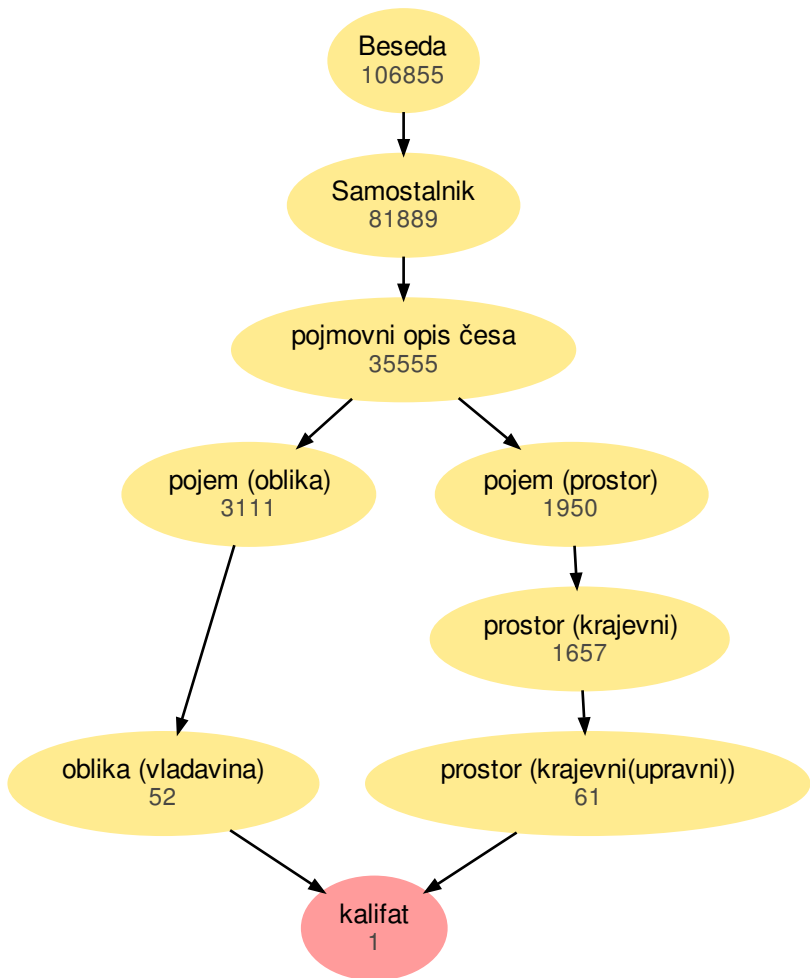 Beseda
106855
Samostalnik
81889
pojmovni opis česa
35555
pojem (oblika)
3111
pojem (prostor)
1950
prostor (krajevni)
1657
oblika (vladavina)
52
prostor (krajevni(upravni))
61
kalifat
1